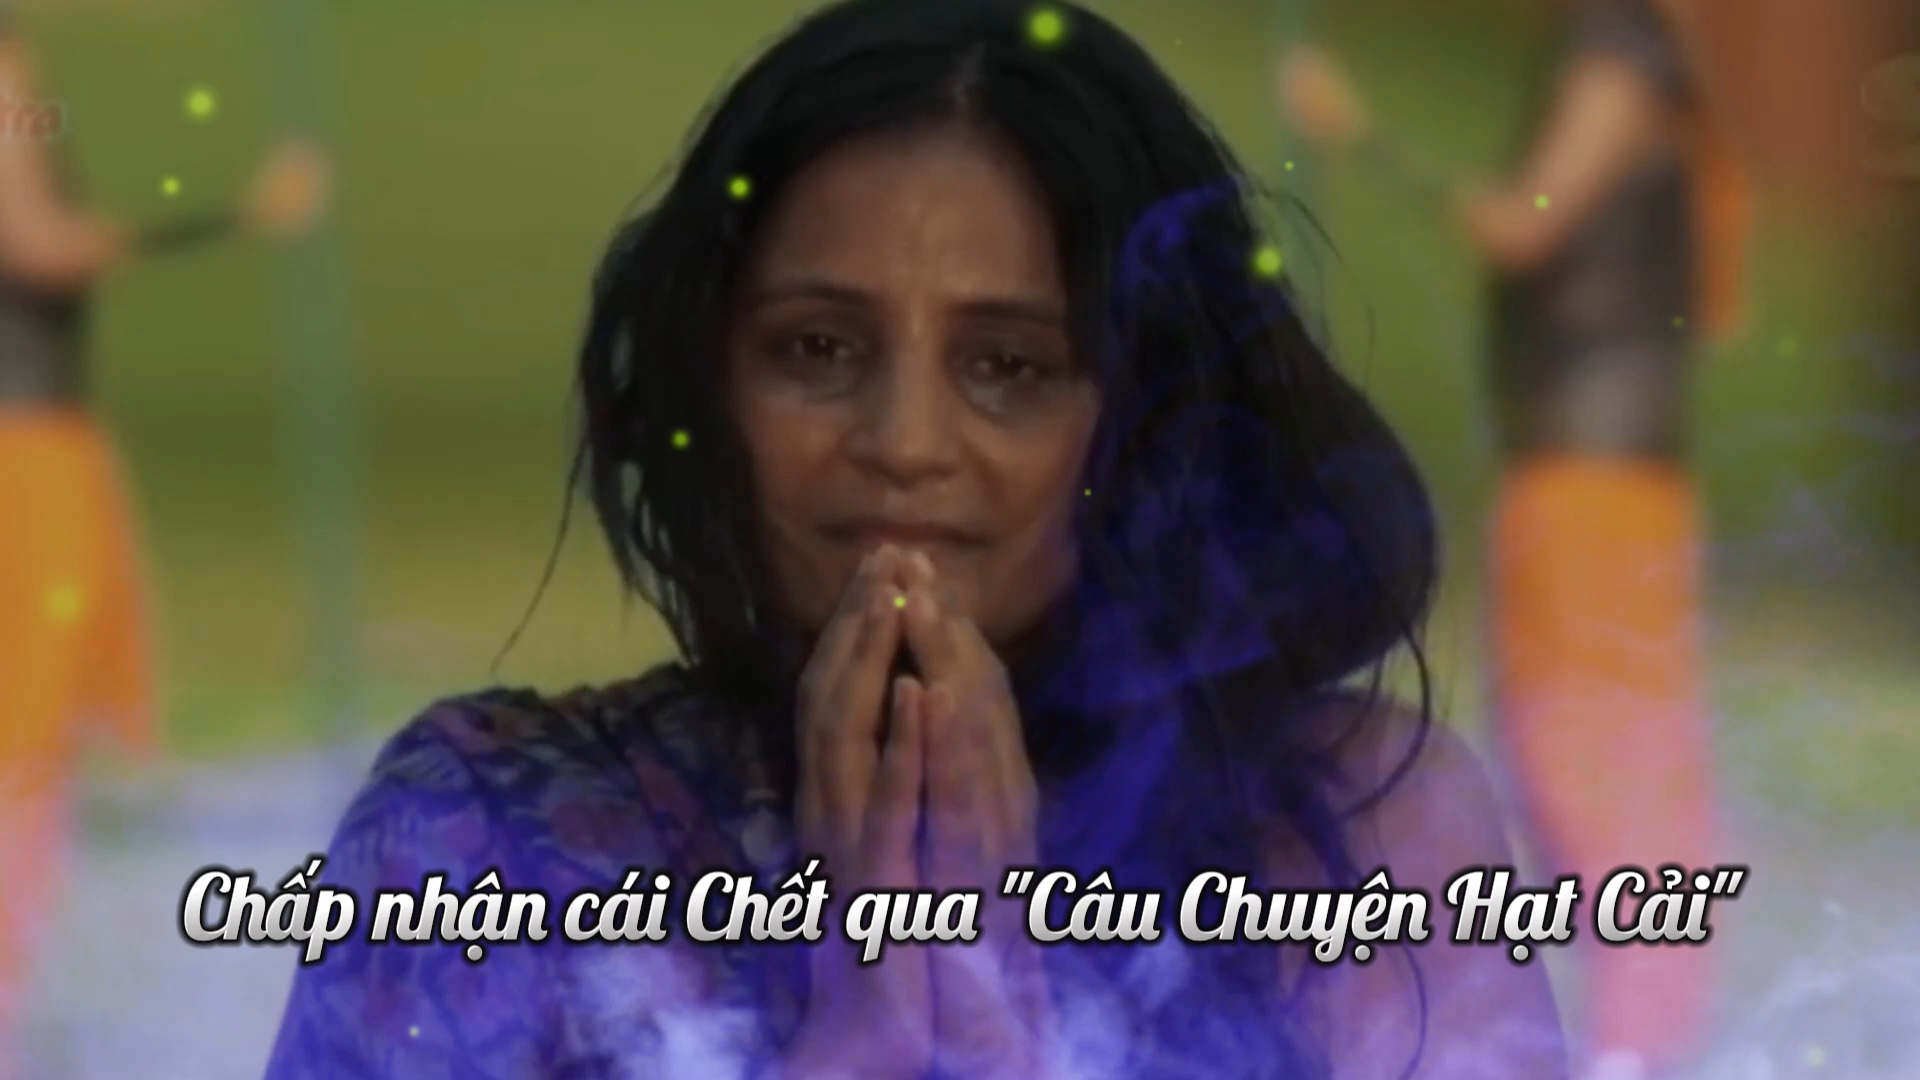 Chấp nhận cái Chết qua "Câu Chuyện Hạt Cải"